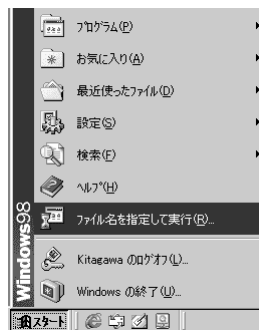 ﾌﾟﾛｸﾞﾗﾑ(P)
お気に入り(A)
最近使ったﾌｧｲﾙ(D)
設定(S)
検索(F)
ﾍﾙﾌﾟ(H)
ﾌｧｲﾙ名を指定して実行(R)...
Kitagawa のﾛｸﾞｵﾌ(L)...
Windows の終了(U)...
Windows98
ｽﾀｰﾄ